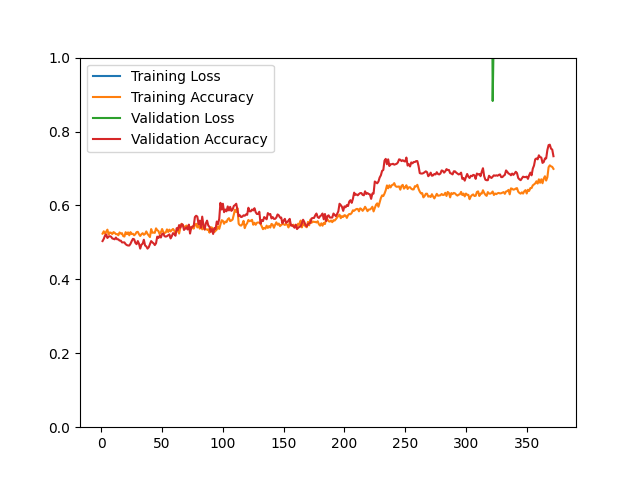 Training Loss
Training Accuracy
Validation Loss
Validation Accuracy
1.0
0.8
0.6
0.4
0.2
0.0
0 50 100 150 200 250 300 350